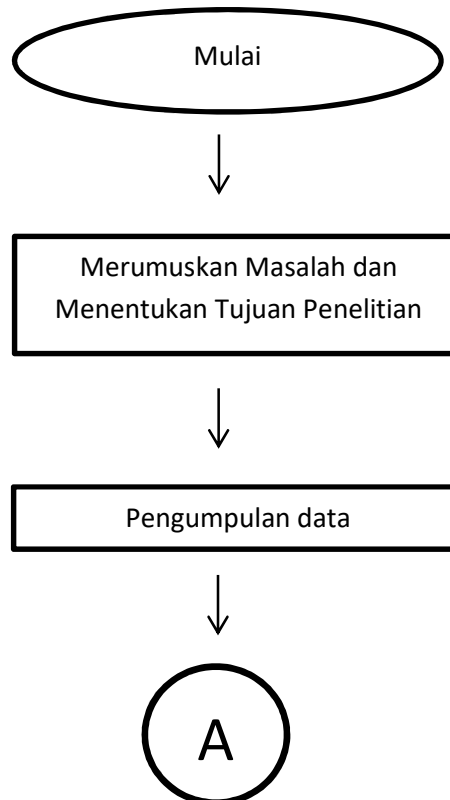 Mulai
Merumuskan Masalah dan
Menentukan Tujuan Penelitian
Pengumpulan data
A